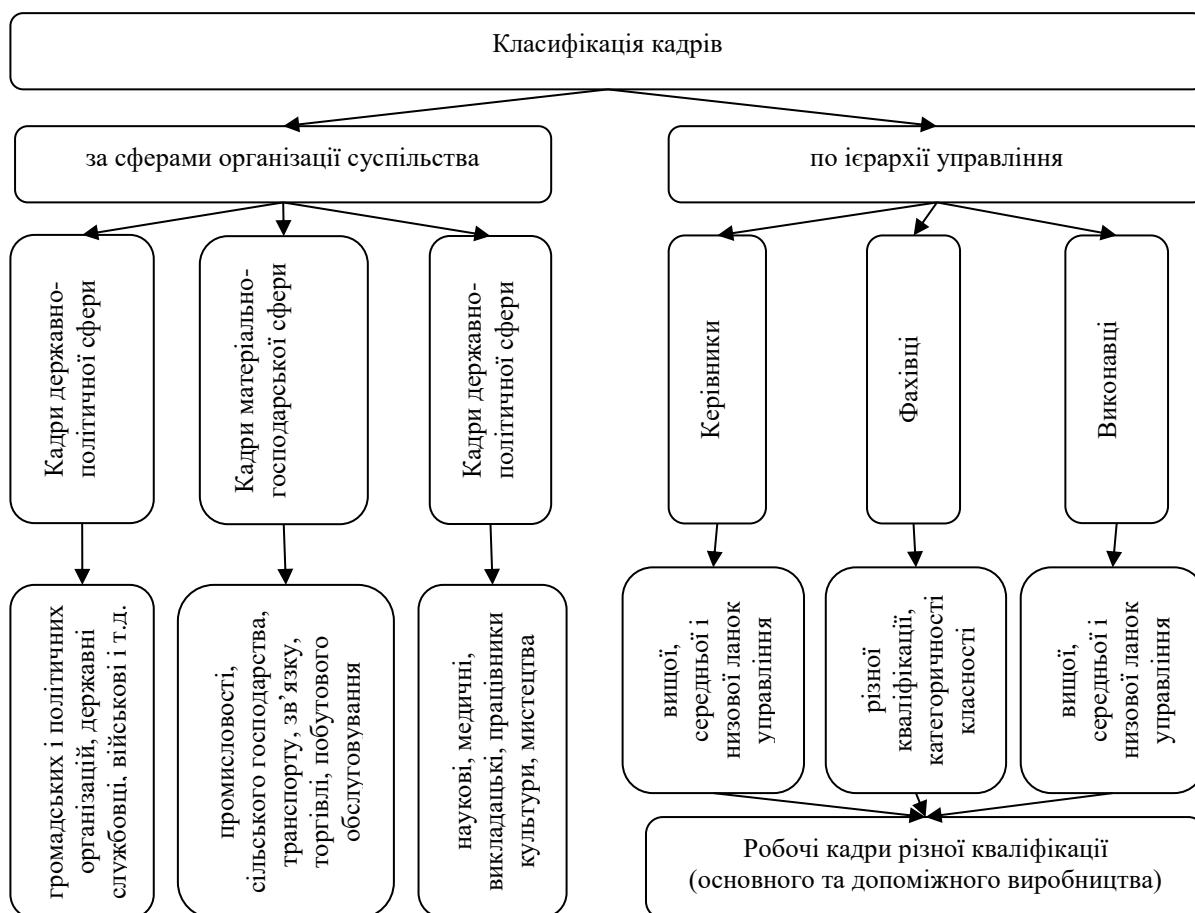 Класифікація кадрів
за сферами організації суспільства
по ієрархії управління
Кадри державно-
політичної сфери
Кадри матеріально-
господарської сфери
Кадри державно-
політичної сфери
Керівники
Фахівці
Виконавці
громадських і політичних
організацій, державні
службовці, військові і т.д.
промисловості,
сільського господарства,
транспорту, зв’язку,
торгівлі, побутового
обслуговування
наукові, медичні,
викладацькі, працівники
культури, мистецтва
вищої,
середньої і
низової ланок
управління
різної
кваліфікації,
категоричності
класності
вищої,
середньої і
низової ланок
управління
Робочі кадри різної кваліфікації
(основного та допоміжного виробництва)